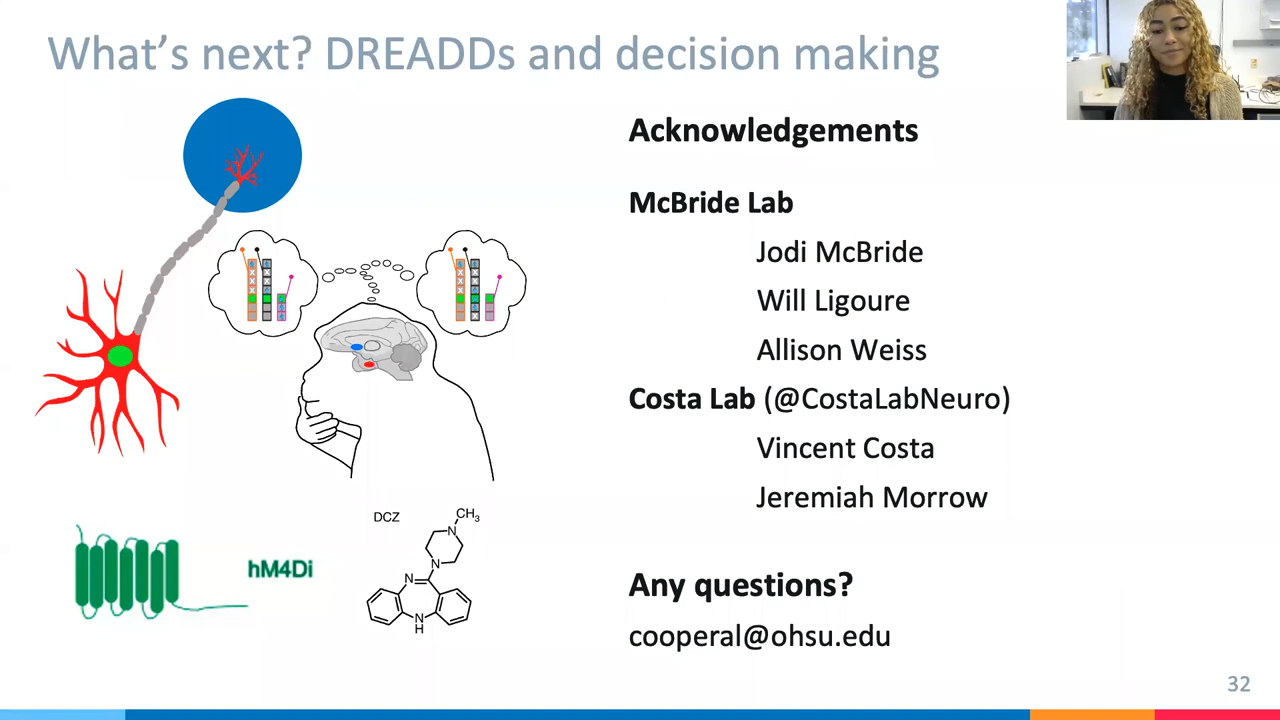 What's next? DREADDs and decision making
Acknowledgements
McBride Lab
Jodi McBride
Will Ligoure
Allison Weiss
Costa Lab (@CostaLabNeuro)
Vincent Costa
Jeremiah Morrow
Any questions?
cooperal@ohsu.edu
hM4Di
DCZ
CH₃
N
N
N
N
H
32